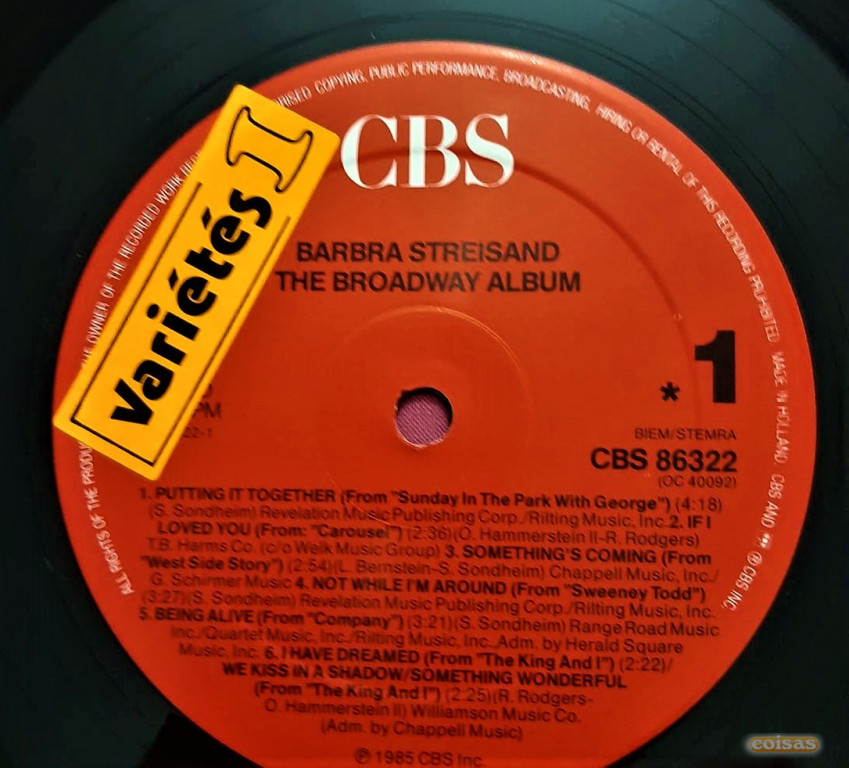 CBS
RISED COPYING, PUBLIC PERFORMANCE, BROADCASTING, HIRING OR RENTAL OF THIS RECORDING PROHIBITED
MADE IN HOLLAND. CBS AND ℗ CBS INC.
ALL RIGHTS OF THE PRODU
OWNER OF THE RECORDED WORK
Variétés I
BARBRA STREISAND
THE BROADWAY ALBUM
* 1
PM
22-1
BIEM/STEMRA
CBS 86322
(OC 40092)
1. PUTTING IT TOGETHER (From "Sunday In The Park With George") (4:18)
(S. Sondheim) Revelation Music Publishing Corp./Rilting Music, Inc. 2. IF I
LOVED YOU (From: "Carousel") (2:36)(O. Hammerstein II-R. Rodgers)
T.B. Harms Co. (c/o Welk Music Group) 3. SOMETHING'S COMING (From
"West Side Story") (2:54)(L. Bernstein-S. Sondheim) Chappell Music, Inc./
G. Schirmer Music 4. NOT WHILE I'M AROUND (From "Sweeney Todd")
(3:27)(S. Sondheim) Revelation Music Publishing Corp./Rilting Music, Inc.
5. BEING ALIVE (From "Company") (3:21)(S. Sondheim) Range Road Music
Inc./Quartet Music, Inc./Rilting Music, Inc., Adm. by Herald Square
Music, Inc. 6. I HAVE DREAMED (From "The King And I") (2:22)/
WE KISS IN A SHADOW/SOMETHING WONDERFUL
(From "The King And I") (2:25)(R. Rodgers-
O. Hammerstein II) Williamson Music Co.
(Adm. by Chappell Music)
℗ 1985 CBS Inc.
coisas